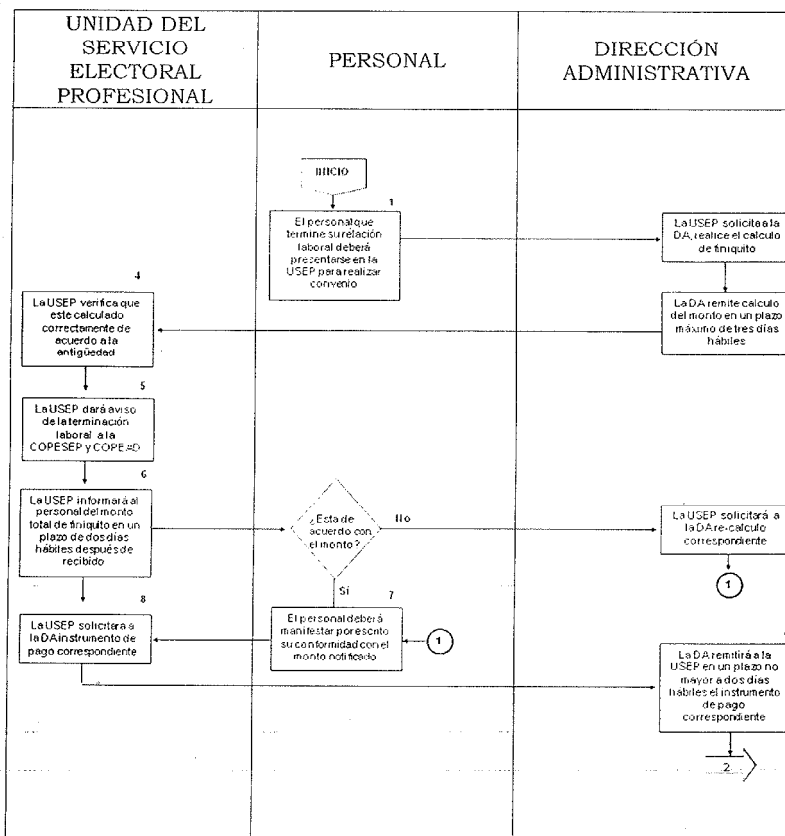 UNIDAD DEL
SERVICIO
ELECTORAL
PROFESIONAL
PERSONAL
DIRECCIÓN
ADMINISTRATIVA
INICIO
1
El personal que
termine su relación
laboral deberá
presentarse en la
USEP para realizar
convenio
La USEP solicita a la
DA, realice el calculo
de finiquito
4
La USEP verifica que
este calculado
correctamente de
acuerdo a la
antigüedad
La DA remite calculo
del monto en un plazo
máximo de tres días
hábiles
5
La USEP dará aviso
de la terminación
laboral a la
COPESEP y COPEAD
6
La USEP informará al
personal del monto
total de finiquito en un
plazo de dos días
hábiles después de
recibido
¿Esta de
acuerdo con
el monto?
No
La USEP solicitará a
la DA re-calculo
correspondiente
1
Sí
8
La USEP solicitará a
la DA instrumento de
pago correspondiente
7
El personal deberá
manifestar por escrito
su conformidad con el
monto notificado
1
La DA remitirá a la
USEP en un plazo no
mayor a dos días
hábiles el instrumento
de pago
correspondiente
2